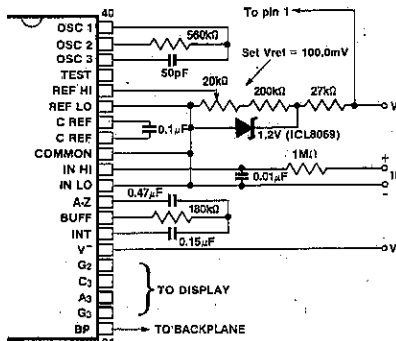 40
To pin 1
OSC 1
OSC 2
560kΩ
OSC 3
50pF
Set Vref = 100,0mV
TEST
REF HI
20kΩ
200kΩ
27kΩ
REF LO
V
C REF
0.1µF
1,2V (ICL8069)
C REF
COMMON
1MΩ
+
IN HI
0.01µF
IN LO
-
0.47µF
A-Z
180kΩ
BUFF
INT
0.15µF
V⁻
V
G2
C3
TO DISPLAY
A3
G3
BP
TO BACKPLANE